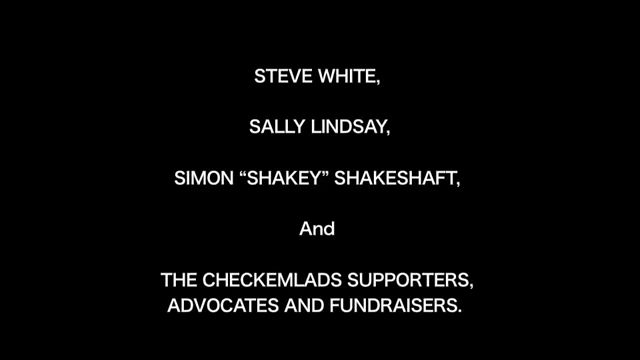 STEVE WHITE,
SALLY LINDSAY,
SIMON “SHAKEY” SHAKESHAFT,
And
THE CHECKEMLADS SUPPORTERS,
ADVOCATES AND FUNDRAISERS.